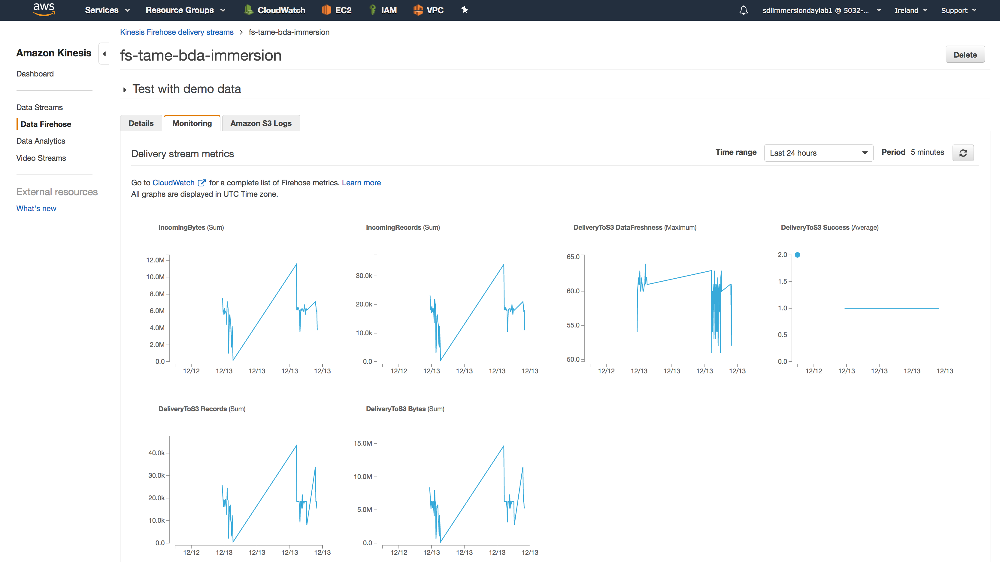 aws Services Resource Groups CloudWatch EC2 IAM VPC sdlimmersiondaylab1 @ 5032-... Ireland Support
Amazon Kinesis
Dashboard
Data Streams
Data Firehose
Data Analytics
Video Streams
External resources
What's new
Kinesis Firehose delivery streams > fs-tame-bda-immersion
fs-tame-bda-immersion
Delete
Test with demo data
Details Monitoring Amazon S3 Logs
Delivery stream metrics
Time range Last 24 hours Period 5 minutes
Go to CloudWatch for a complete list of Firehose metrics. Learn more
All graphs are displayed in UTC Time zone.
IncomingBytes (Sum)
12.0M
10.0M
8.0M
6.0M
4.0M
2.0M
0.0
12/12 12/13 12/13 12/13 12/13
IncomingRecords (Sum)
30.0k
20.0k
10.0k
0.0
12/12 12/13 12/13 12/13 12/13
DeliveryToS3 DataFreshness (Maximum)
65.0
60.0
55.0
50.0
12/12 12/13 12/13 12/13 12/13
DeliveryToS3 Success (Average)
2.0
1.5
1.0
0.5
0.0
12/12 12/13 12/13 12/13 12/13
DeliveryToS3 Records (Sum)
40.0k
30.0k
20.0k
10.0k
0.0
12/12 12/13 12/13 12/13 12/13
DeliveryToS3 Bytes (Sum)
15.0M
10.0M
5.0M
0.0
12/12 12/13 12/13 12/13 12/13